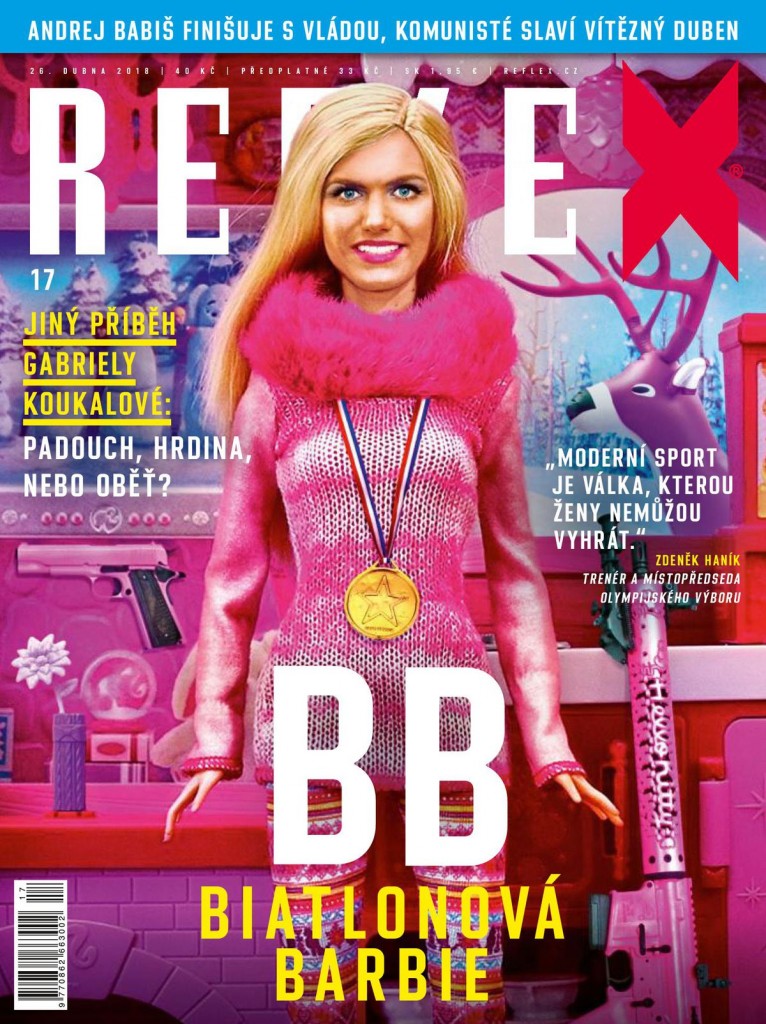 ANDREJ BABIŠ FINIŠUJE S VLÁDOU, KOMUNISTÉ SLAVÍ VÍTĚZNÝ DUBEN
26. DUBNA 2018 | 40 KČ | PŘEDPLATNÉ 33 KČ | SK 1,95 € | REFLEX.CZ
REFLEX®
17
JINÝ PŘÍBĚH
GABRIELY
KOUKALOVÉ:
PADOUCH, HRDINA,
NEBO OBĚŤ?
„MODERNÍ SPORT
JE VÁLKA, KTEROU
ŽENY NEMŮŽOU
VYHRÁT.“
ZDENĚK HANÍK
TRENÉR A MÍSTOPŘEDSEDA
OLYMPIJSKÉHO VÝBORU
BB
BIATLONOVÁ
BARBIE
17
9770862663002